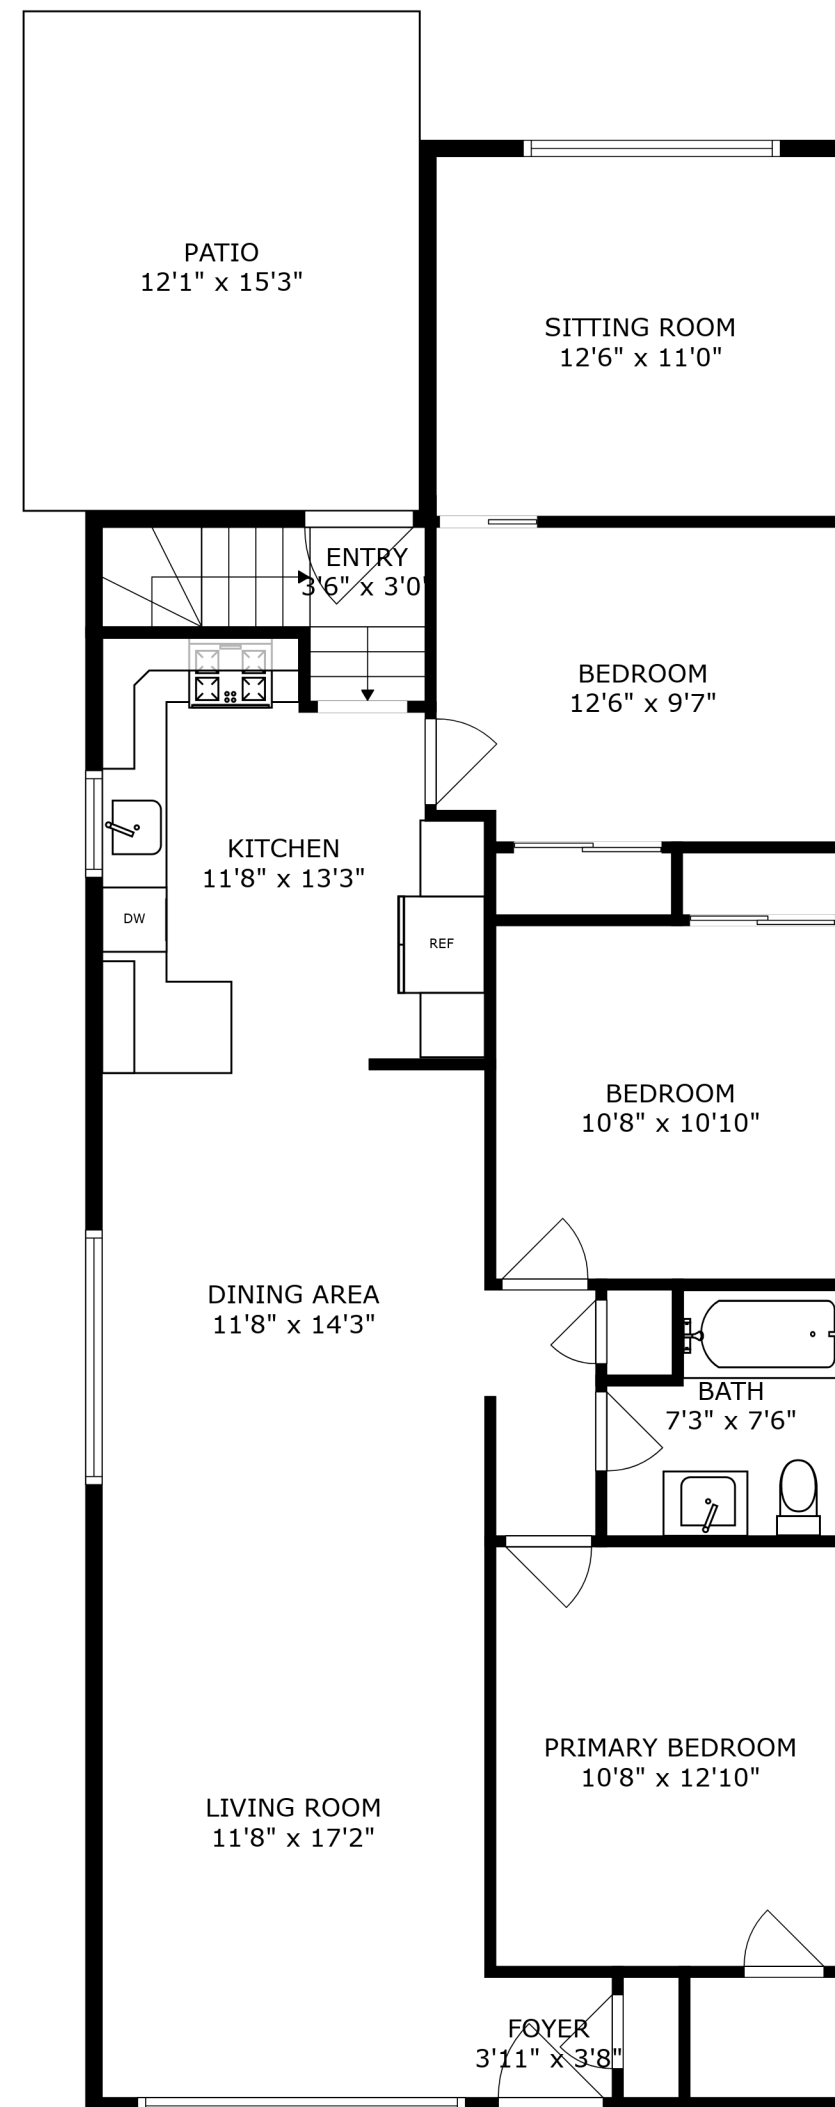 PATIO
12'1" x 15'3"
SITTING ROOM
12'6" x 11'0"
ENTRY
3'6" x 3'0"
BEDROOM
12'6" x 9'7"
KITCHEN
11'8" x 13'3"
DW
REF
BEDROOM
10'8" x 10'10"
DINING AREA
11'8" x 14'3"
BATH
7'3" x 7'6"
PRIMARY BEDROOM
10'8" x 12'10"
LIVING ROOM
11'8" x 17'2"
FOYER
3'11" x 3'8"